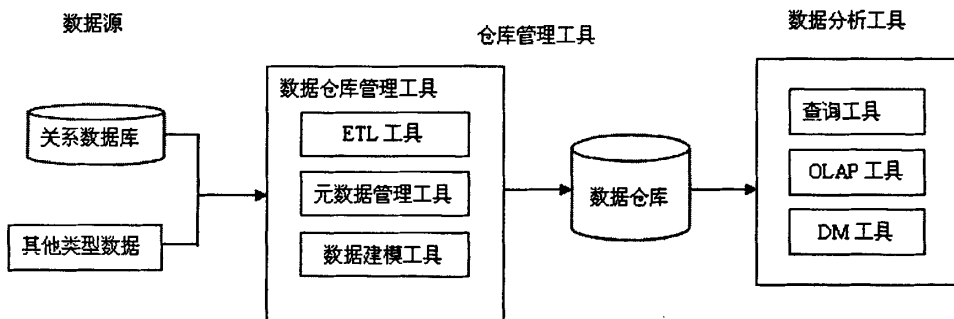 数据源
仓库管理工具
数据分析工具
关系数据库
其他类型数据
数据仓库管理工具
ETL 工具
元数据管理工具
数据建模工具
数据仓库
查询工具
OLAP 工具
DM 工具